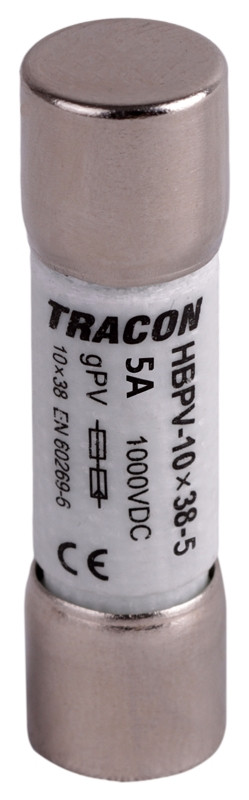 TRACON
HBPV-10×38-5
5A 1000VDC
gPV
10×38 EN 60269-6
CE